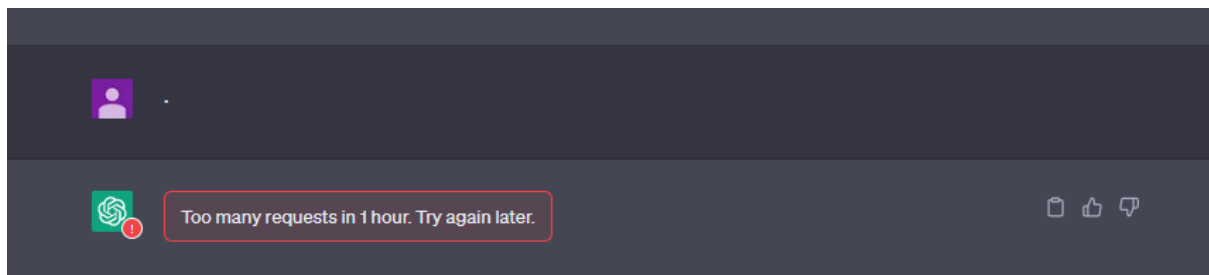 .
Too many requests in 1 hour. Try again later.